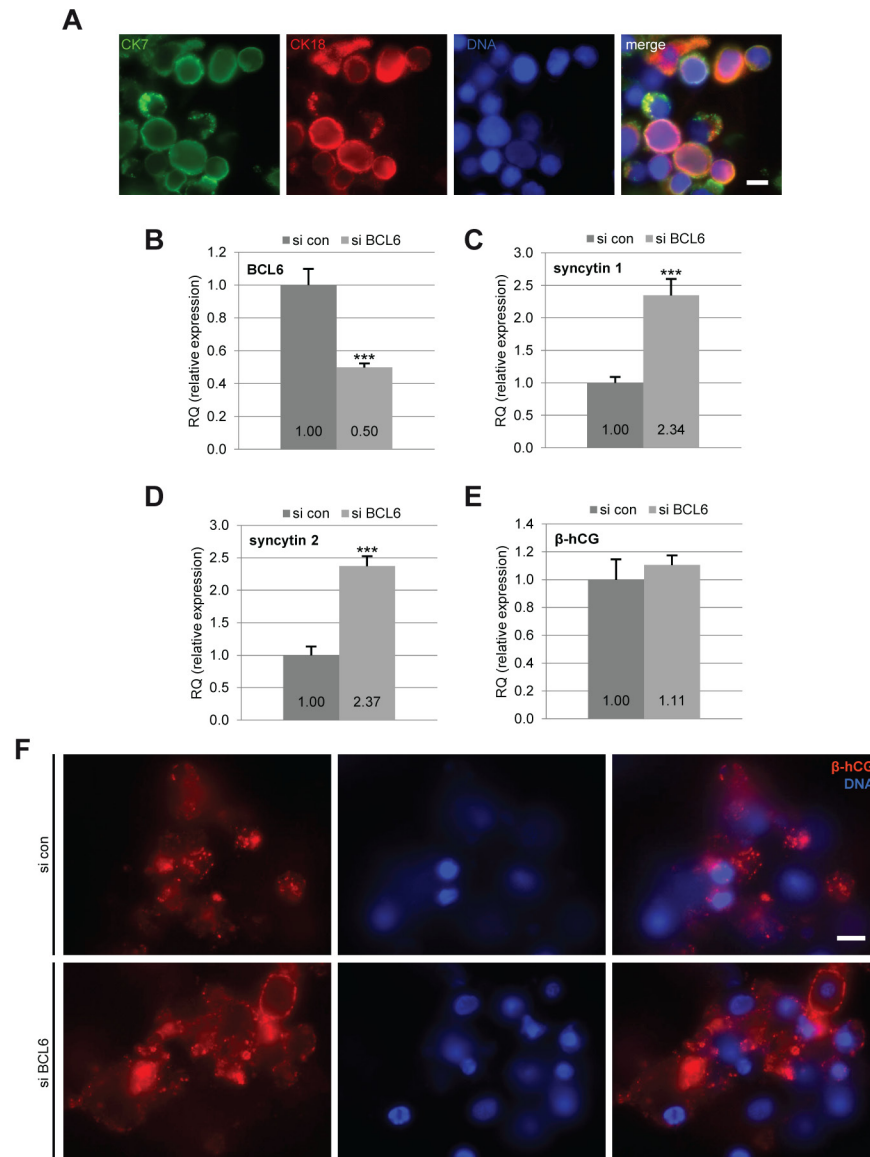 A
CK7 CK18 DNA merge
B
si con si BCL6
BCL6
RQ (relative expression)
1.2
1.0
0.8
0.6
0.4
0.2
0.0
***
1.00 0.50
C
si con si BCL6
syncytin 1
RQ (relative expression)
3.0
2.5
2.0
1.5
1.0
0.5
0.0
***
1.00 2.34
D
si con si BCL6
syncytin 2
RQ (relative expression)
3.0
2.5
2.0
1.5
1.0
0.5
0.0
***
1.00 2.37
E
si con si BCL6
β-hCG
RQ (relative expression)
1.4
1.2
1.0
0.8
0.6
0.4
0.2
0.0
1.00 1.11
F
β-hCG
DNA
si con
si BCL6